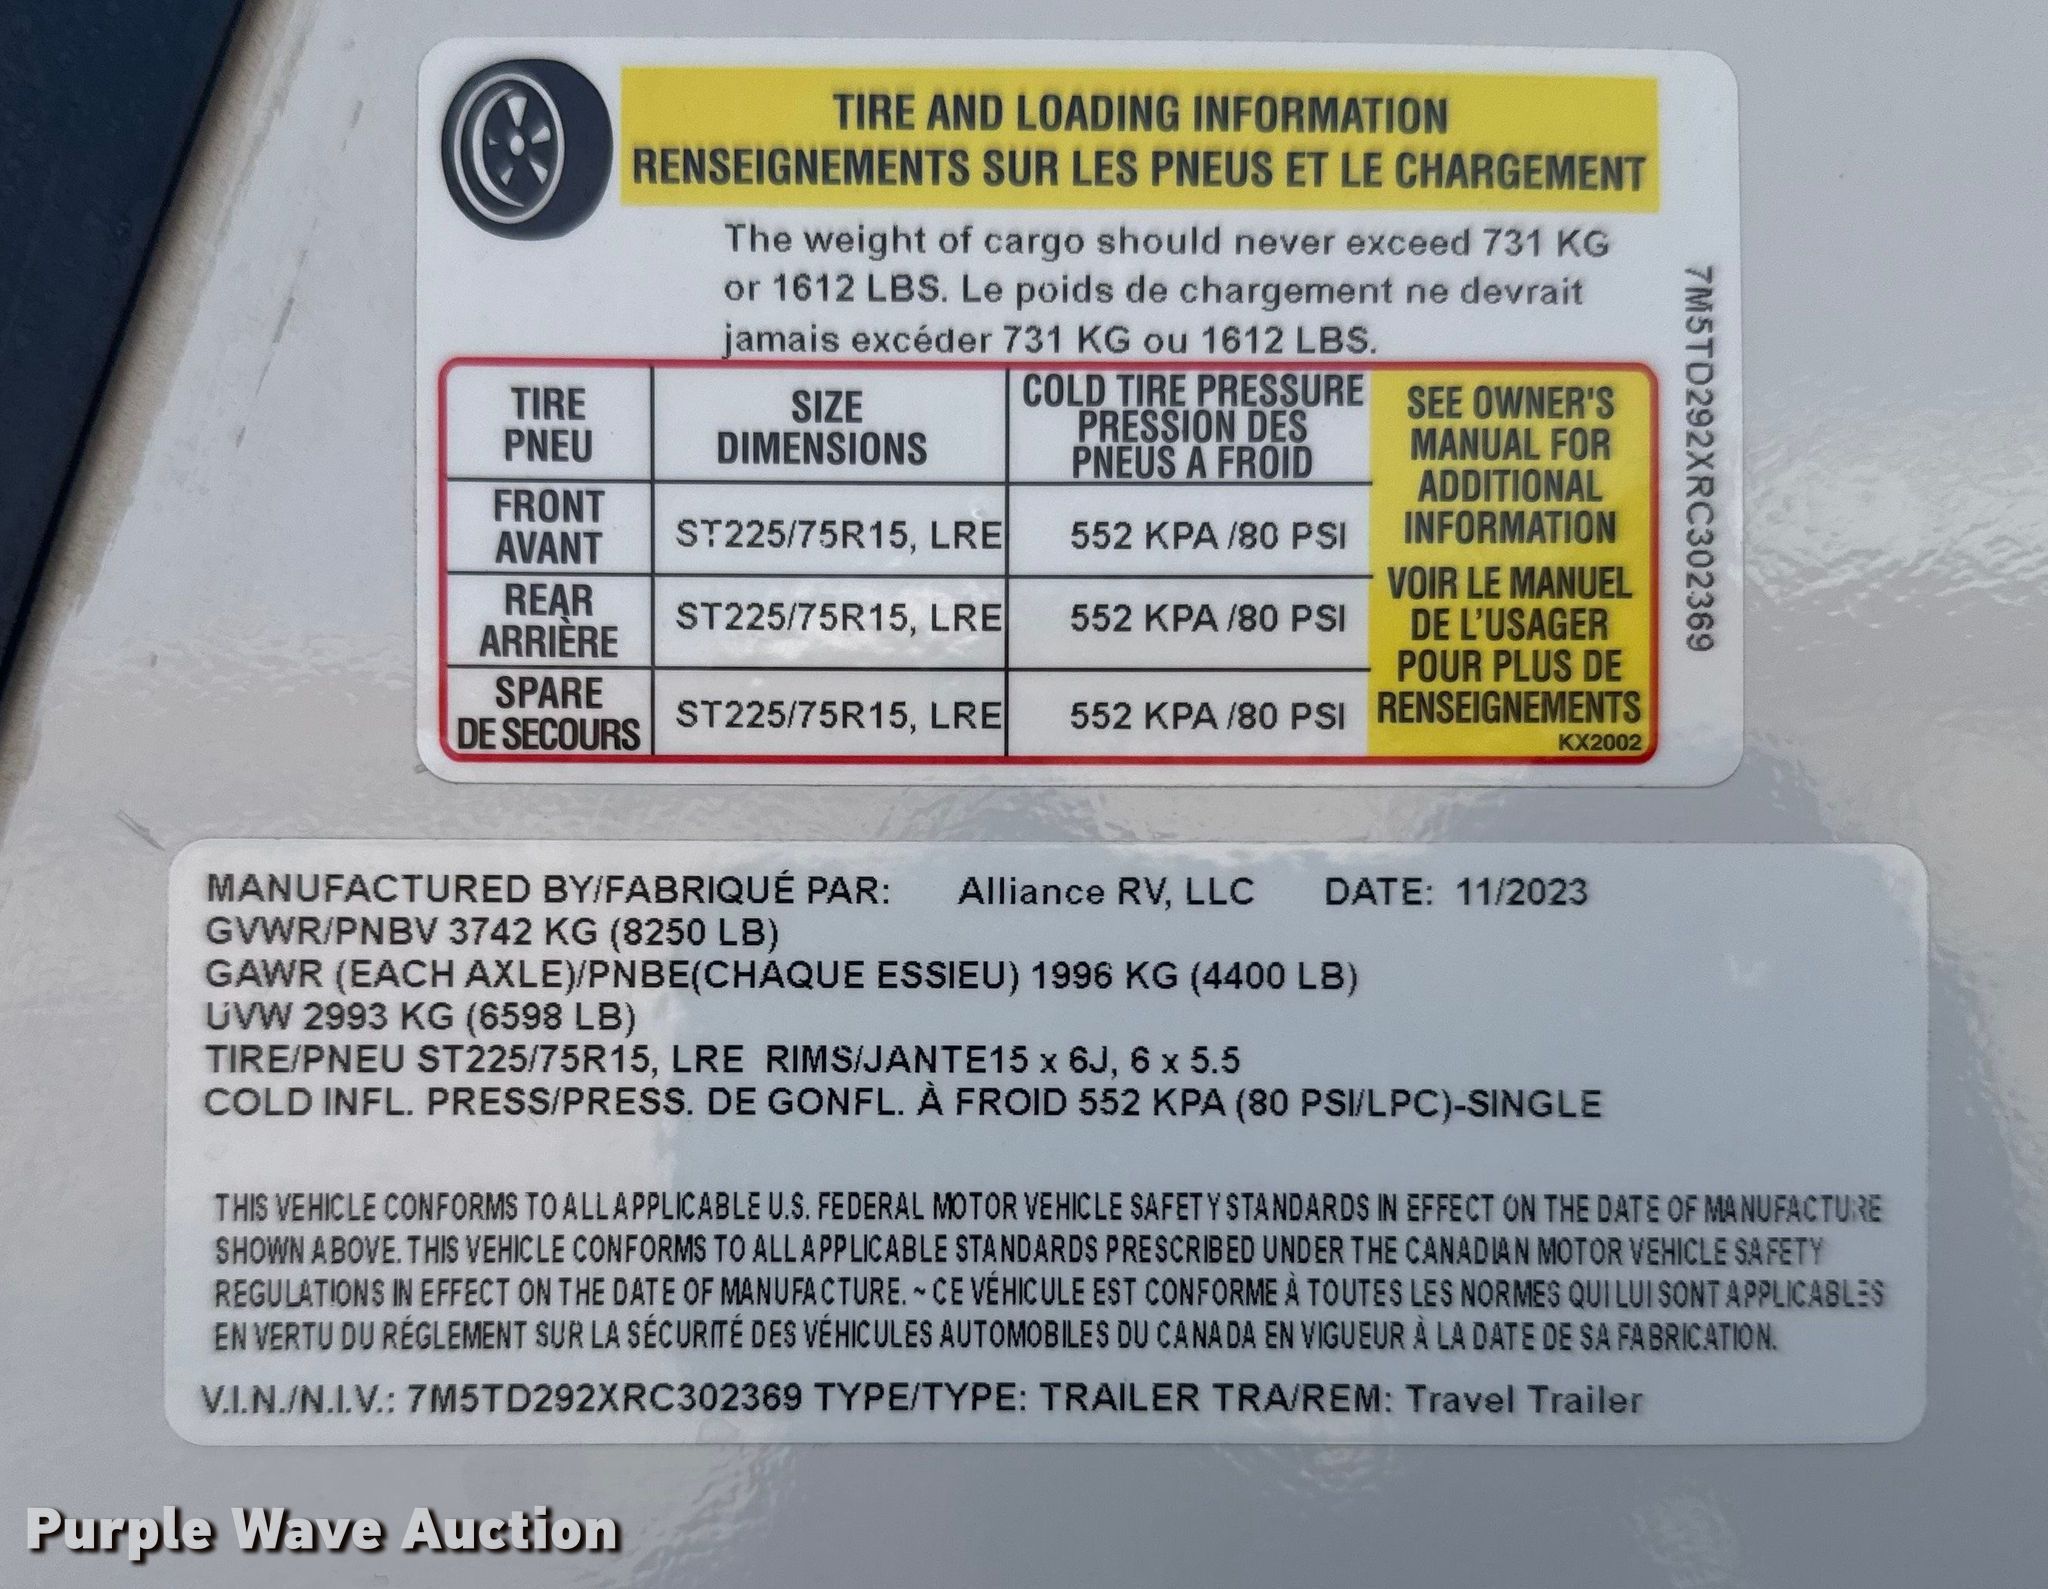 TIRE AND LOADING INFORMATION
RENSEIGNEMENTS SUR LES PNEUS ET LE CHARGEMENT
The weight of cargo should never exceed 731 KG
or 1612 LBS. Le poids de chargement ne devrait
jamais excéder 731 KG ou 1612 LBS.
TIRE
PNEU
SIZE
DIMENSIONS
COLD TIRE PRESSURE
PRESSION DES
PNEUS A FROID
FRONT
AVANT
ST225/75R15, LRE
552 KPA /80 PSI
REAR
ARRIÈRE
ST225/75R15, LRE
552 KPA /80 PSI
SPARE
DE SECOURS
ST225/75R15, LRE
552 KPA /80 PSI
SEE OWNER'S
MANUAL FOR
ADDITIONAL
INFORMATION
VOIR LE MANUEL
DE L'USAGER
POUR PLUS DE
RENSEIGNEMENTS
KX2002
7M5TD292XRC302369
MANUFACTURED BY/FABRIQUÉ PAR: Alliance RV, LLC DATE: 11/2023
GVWR/PNBV 3742 KG (8250 LB)
GAWR (EACH AXLE)/PNBE(CHAQUE ESSIEU) 1996 KG (4400 LB)
UVW 2993 KG (6598 LB)
TIRE/PNEU ST225/75R15, LRE RIMS/JANTE15 x 6J, 6 x 5.5
COLD INFL. PRESS/PRESS. DE GONFL. À FROID 552 KPA (80 PSI/LPC)-SINGLE
THIS VEHICLE CONFORMS TO ALL APPLICABLE U.S. FEDERAL MOTOR VEHICLE SAFETY STANDARDS IN EFFECT ON THE DATE OF MANUFACTURE
SHOWN ABOVE. THIS VEHICLE CONFORMS TO ALL APPLICABLE STANDARDS PRESCRIBED UNDER THE CANADIAN MOTOR VEHICLE SAFETY
REGULATIONS IN EFFECT ON THE DATE OF MANUFACTURE. ~ CE VÉHICULE EST CONFORME À TOUTES LES NORMES QUI LUI SONT APPLICABLES
EN VERTU DU RÉGLEMENT SUR LA SÉCURITÉ DES VÉHICULES AUTOMOBILES DU CANADA EN VIGUEUR À LA DATE DE SA FABRICATION.
V.I.N./N.I.V.: 7M5TD292XRC302369 TYPE/TYPE: TRAILER TRA/REM: Travel Trailer
Purple Wave Auction